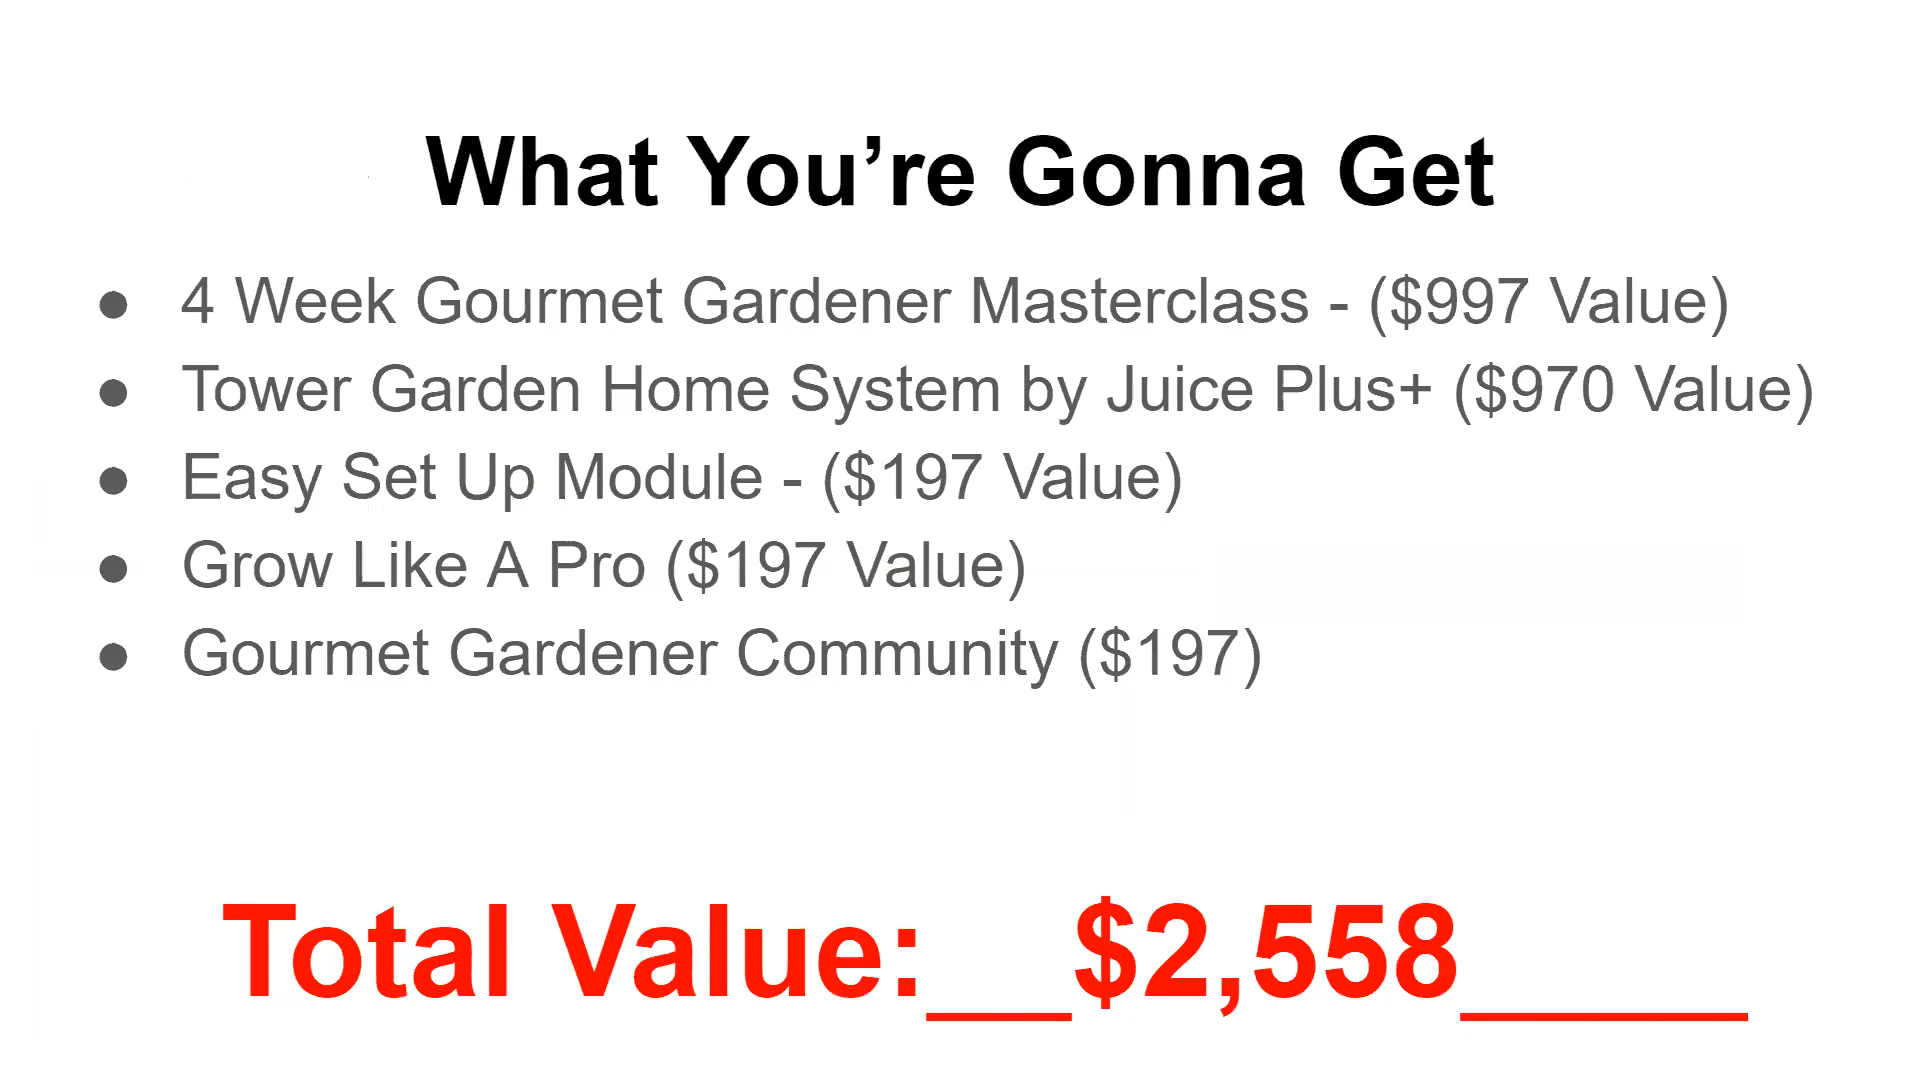 What You’re Gonna Get
● 4 Week Gourmet Gardener Masterclass - ($997 Value)
● Tower Garden Home System by Juice Plus+ ($970 Value)
● Easy Set Up Module - ($197 Value)
● Grow Like A Pro ($197 Value)
● Gourmet Gardener Community ($197)
Total Value:__$2,558____